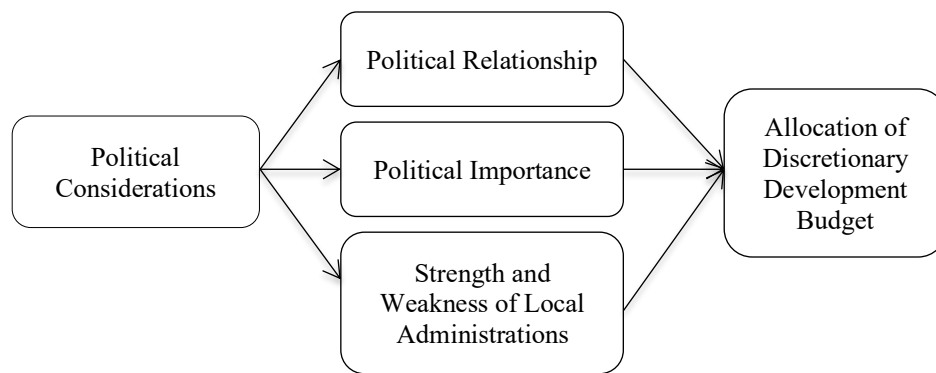 Political
Considerations
Political Relationship
Political Importance
Strength and
Weakness of Local
Administrations
Allocation of
Discretionary
Development
Budget